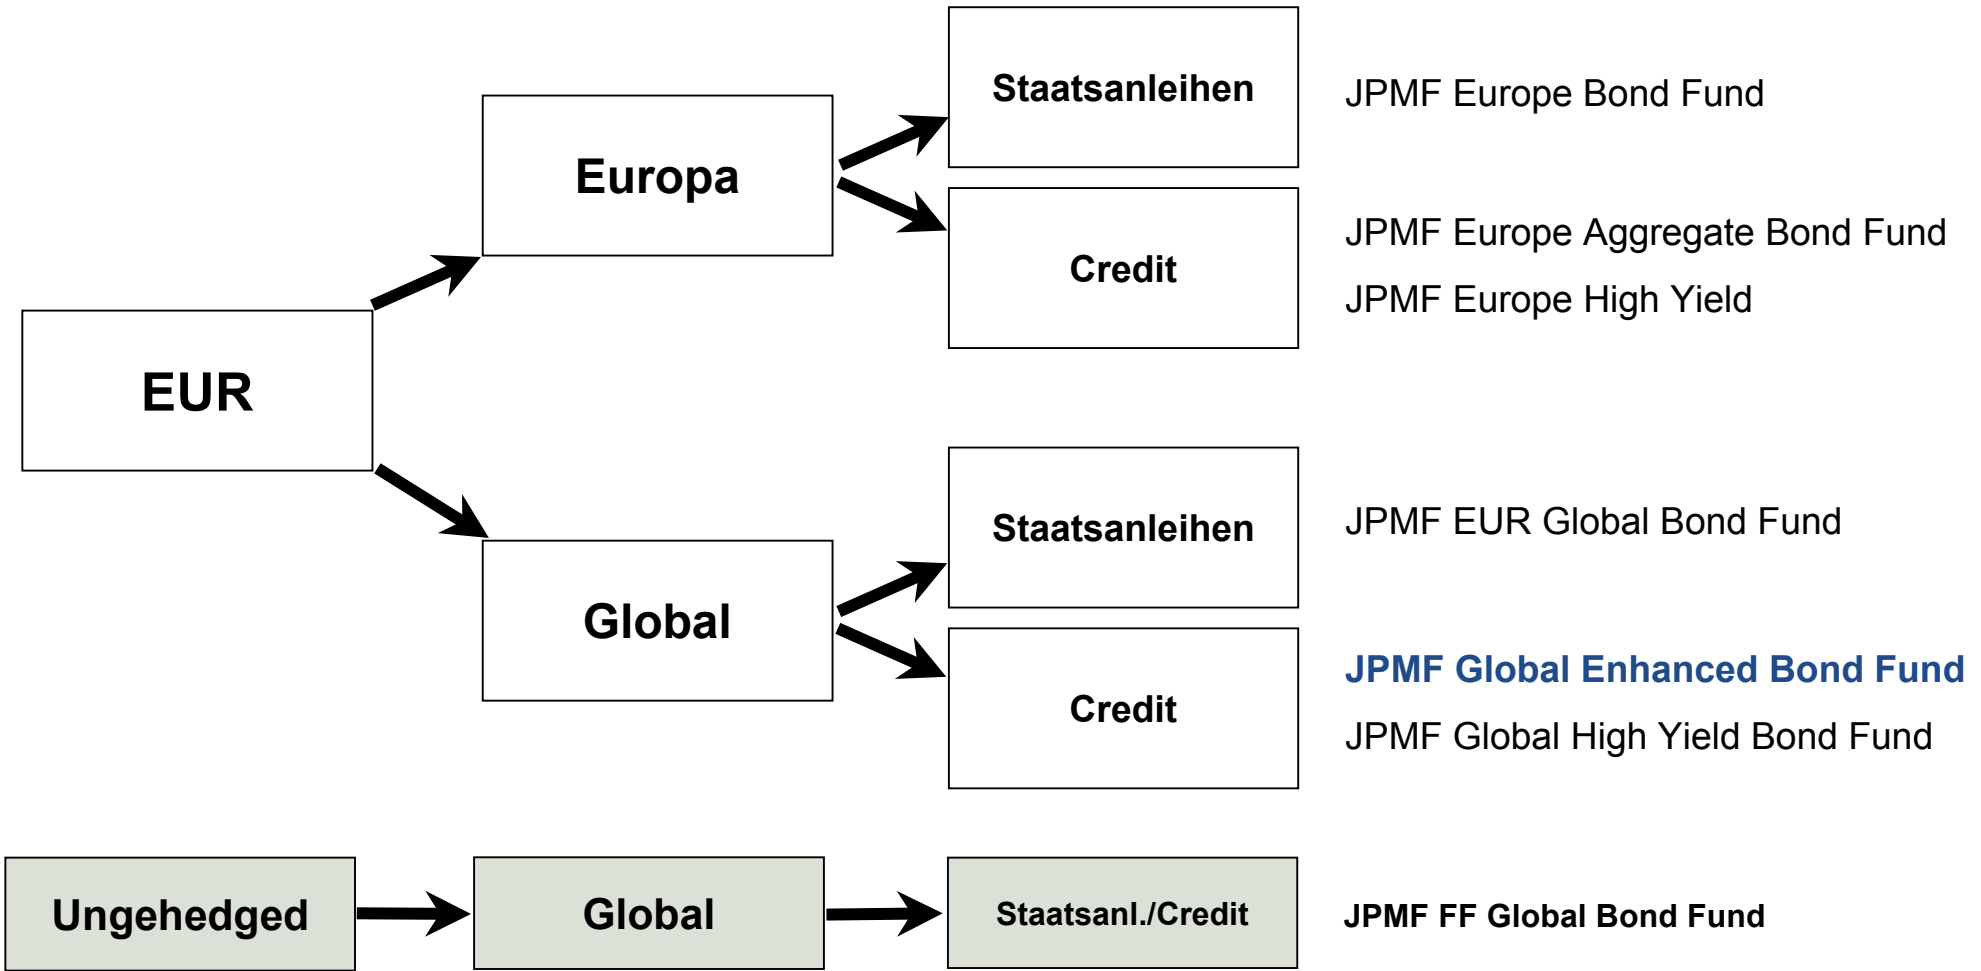 Staatsanleihen
JPMF Europe Bond Fund
Europa
Credit
JPMF Europe Aggregate Bond Fund
JPMF Europe High Yield
EUR
Staatsanleihen
JPMF EUR Global Bond Fund
Global
Credit
JPMF Global Enhanced Bond Fund
JPMF Global High Yield Bond Fund
Ungehedged
Global
Staatsanl./Credit
JPMF FF Global Bond Fund